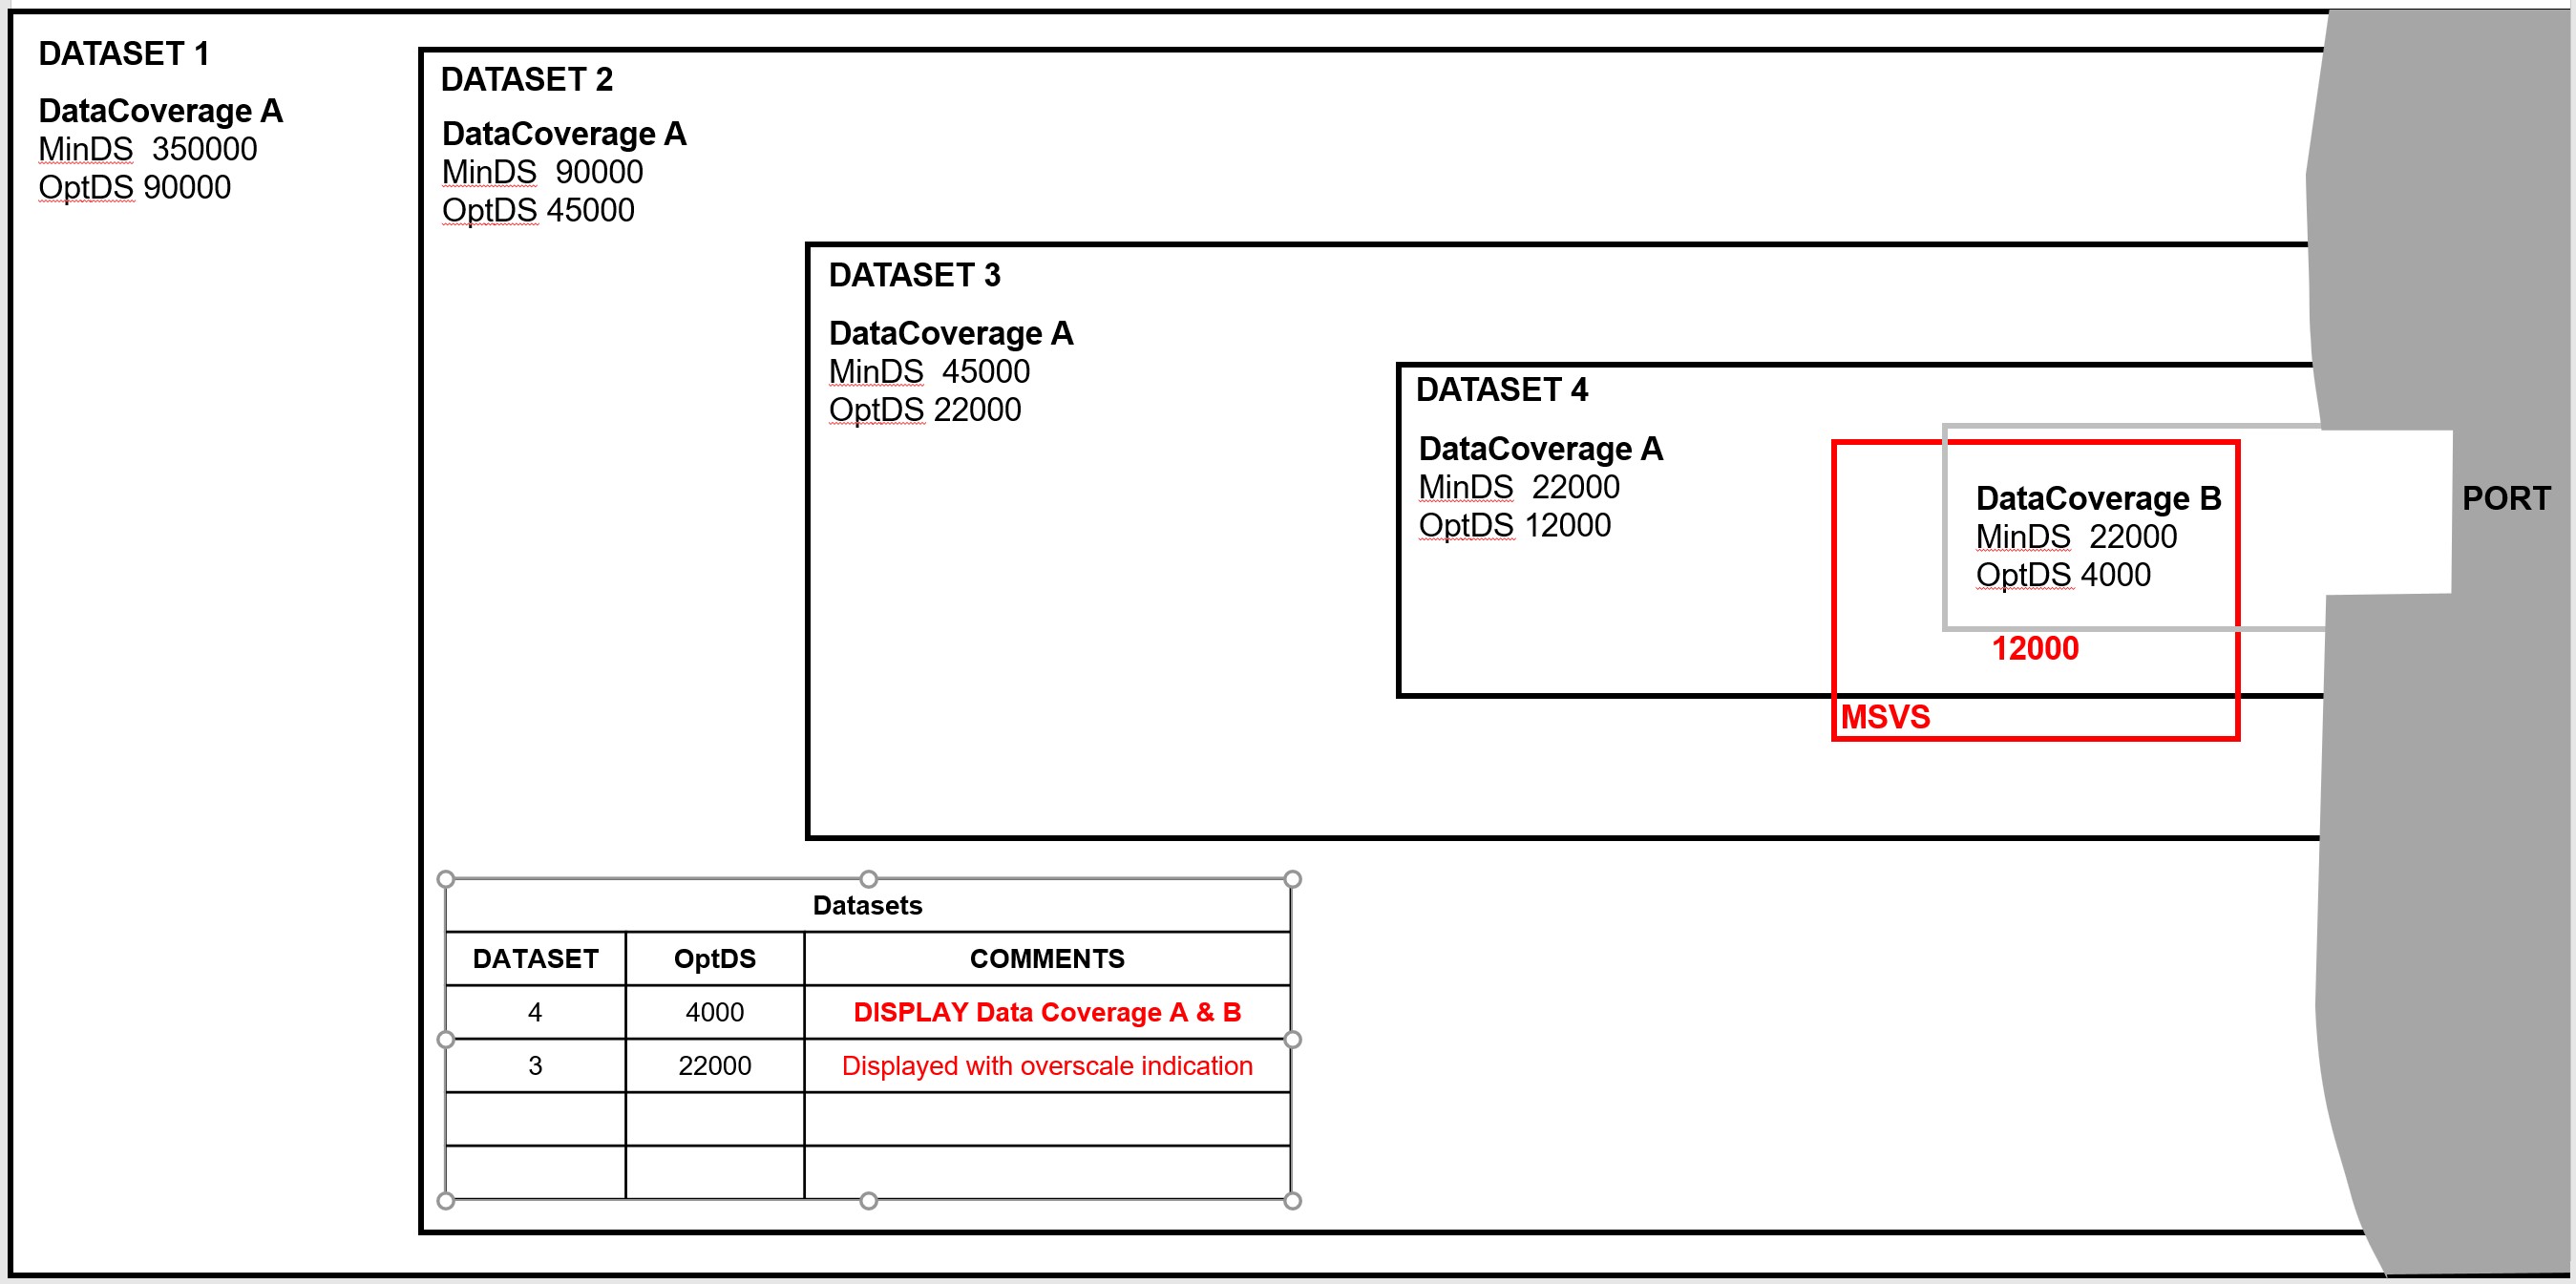 DATASET 1
DataCoverage A
MinDS 350000
OptDS 90000
DATASET 2
DataCoverage A
MinDS 90000
OptDS 45000
DATASET 3
DataCoverage A
MinDS 45000
OptDS 22000
DATASET 4
DataCoverage A
MinDS 22000
OptDS 12000
DataCoverage B
MinDS 22000
OptDS 4000
PORT
12000
MSVS
Datasets
DATASET OptDS COMMENTS
4 4000 DISPLAY Data Coverage A & B
3 22000 Displayed with overscale indication